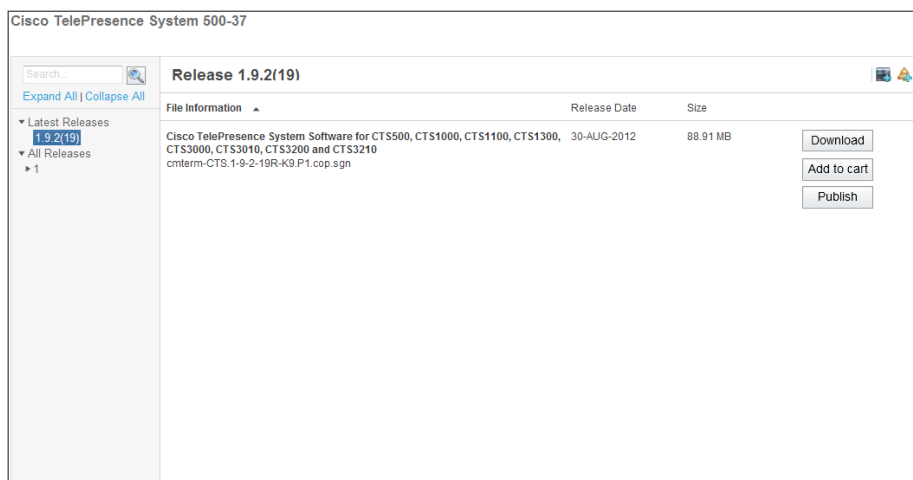 Cisco TelePresence System 500-37
Search...
Expand All | Collapse All
Latest Releases
1.9.2(19)
All Releases
1
Release 1.9.2(19)
File Information Release Date Size
Cisco TelePresence System Software for CTS500, CTS1000, CTS1100, CTS1300, 30-AUG-2012 88.91 MB
CTS3000, CTS3010, CTS3200 and CTS3210
cmterm-CTS.1-9-2-19R-K9.P1.cop.sgn
Download
Add to cart
Publish